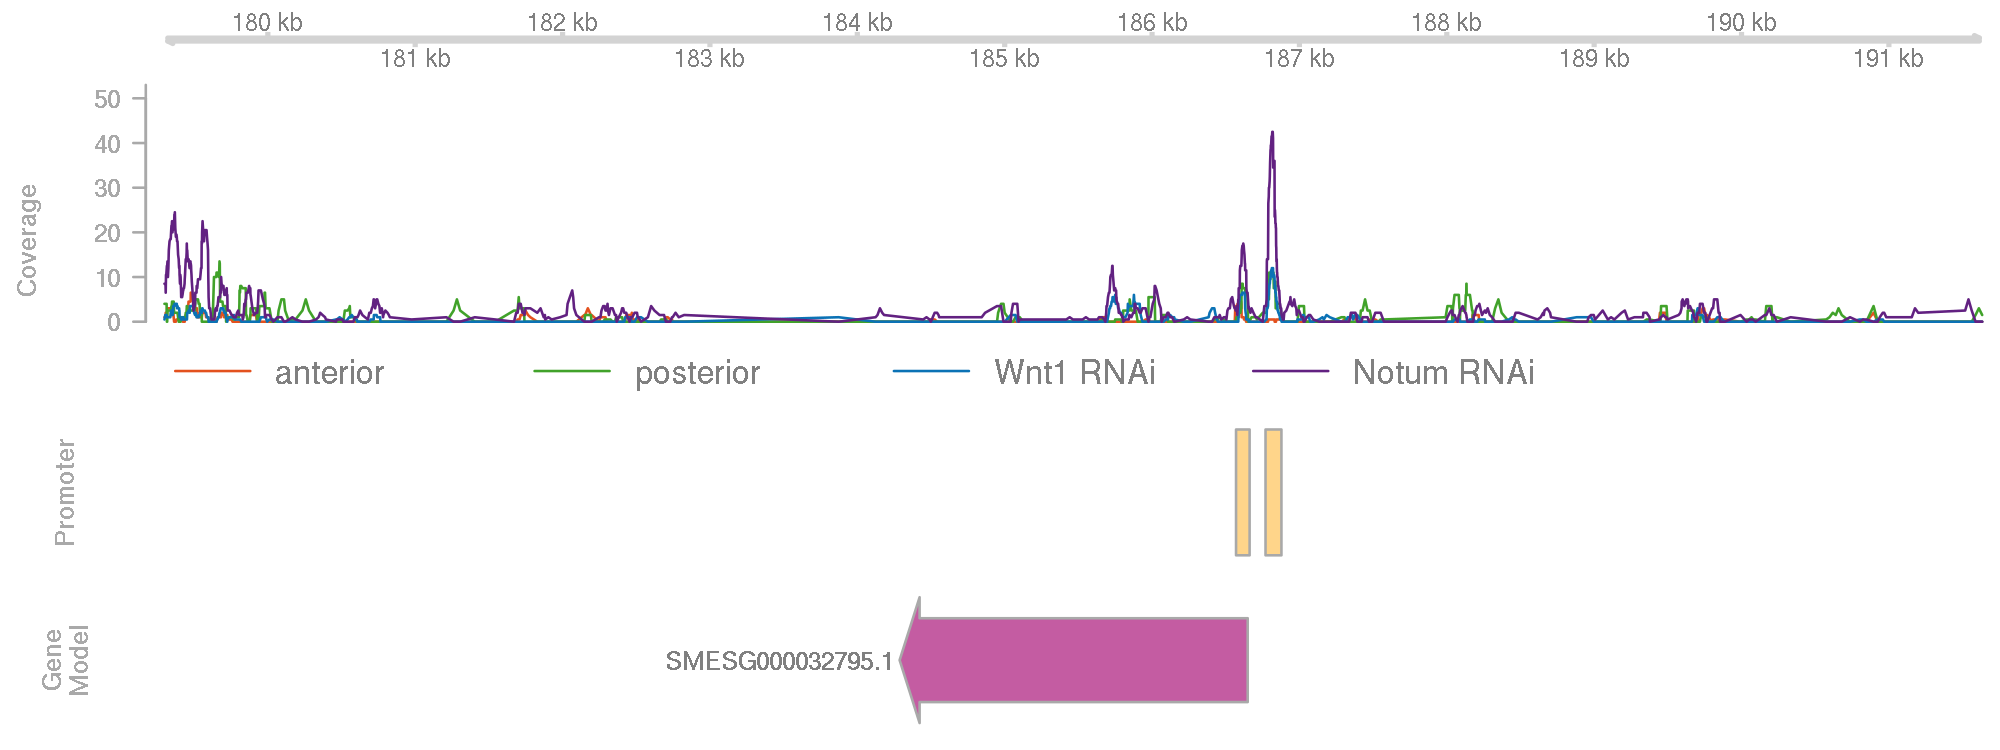 180 kb 182 kb 184 kb 186 kb 188 kb 190 kb
181 kb 183 kb 185 kb 187 kb 189 kb 191 kb
Coverage
50
40
30
20
10
0
anterior posterior Wnt1 RNAi Notum RNAi
Promoter
Gene
Model
SMESG000032795.1